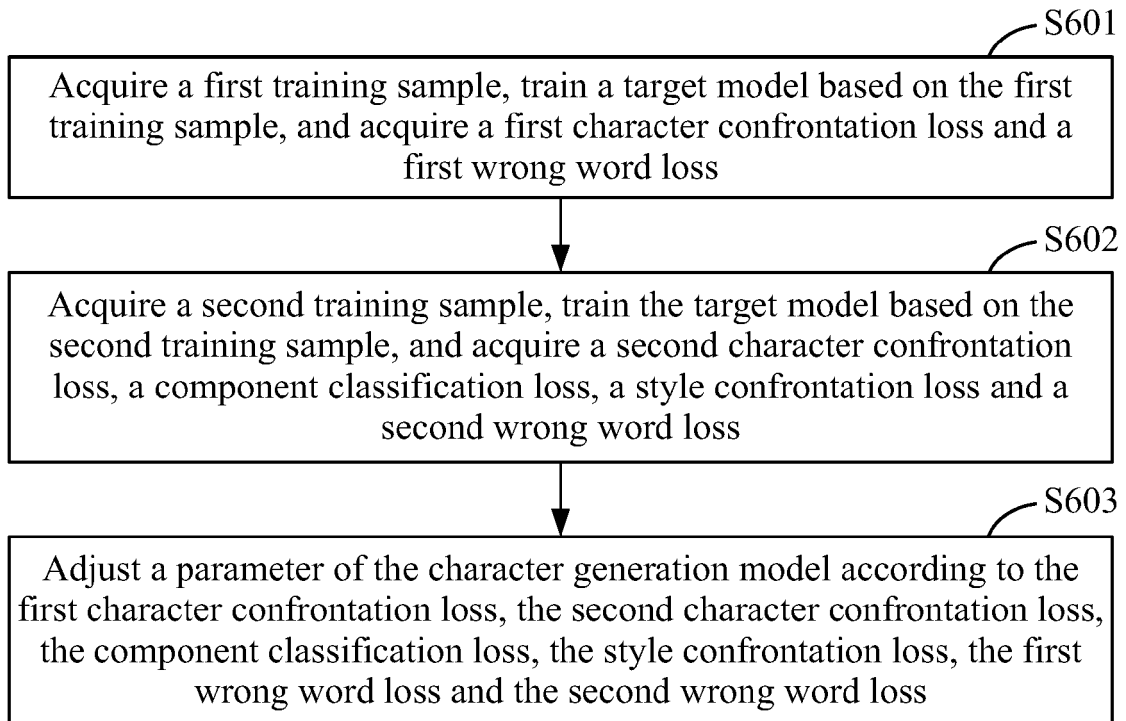 S601
Acquire a first training sample, train a target model based on the first
training sample, and acquire a first character confrontation loss and a
first wrong word loss
S602
Acquire a second training sample, train the target model based on the
second training sample, and acquire a second character confrontation
loss, a component classification loss, a style confrontation loss and a
second wrong word loss
S603
Adjust a parameter of the character generation model according to the
first character confrontation loss, the second character confrontation loss,
the component classification loss, the style confrontation loss, the first
wrong word loss and the second wrong word loss